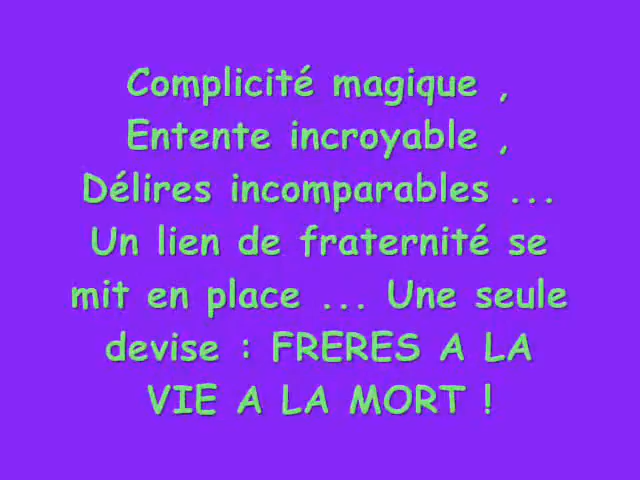 Complicité magique ,
Entente incroyable ,
Délires incomparables ...
Un lien de fraternité se
mit en place ... Une seule
devise : FRERES A LA
VIE A LA MORT !